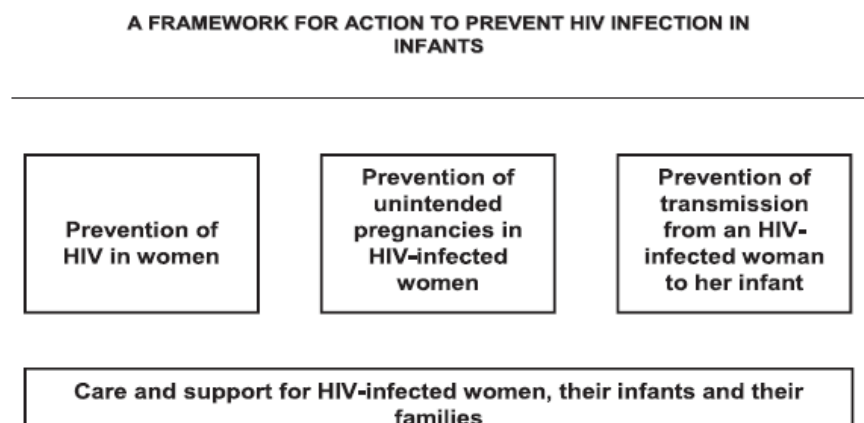 A FRAMEWORK FOR ACTION TO PREVENT HIV INFECTION IN
INFANTS
Prevention of
HIV in women
Prevention of
unintended
pregnancies in
HIV-infected
women
Prevention of
transmission
from an HIV-
infected woman
to her infant
Care and support for HIV-infected women, their infants and their
families